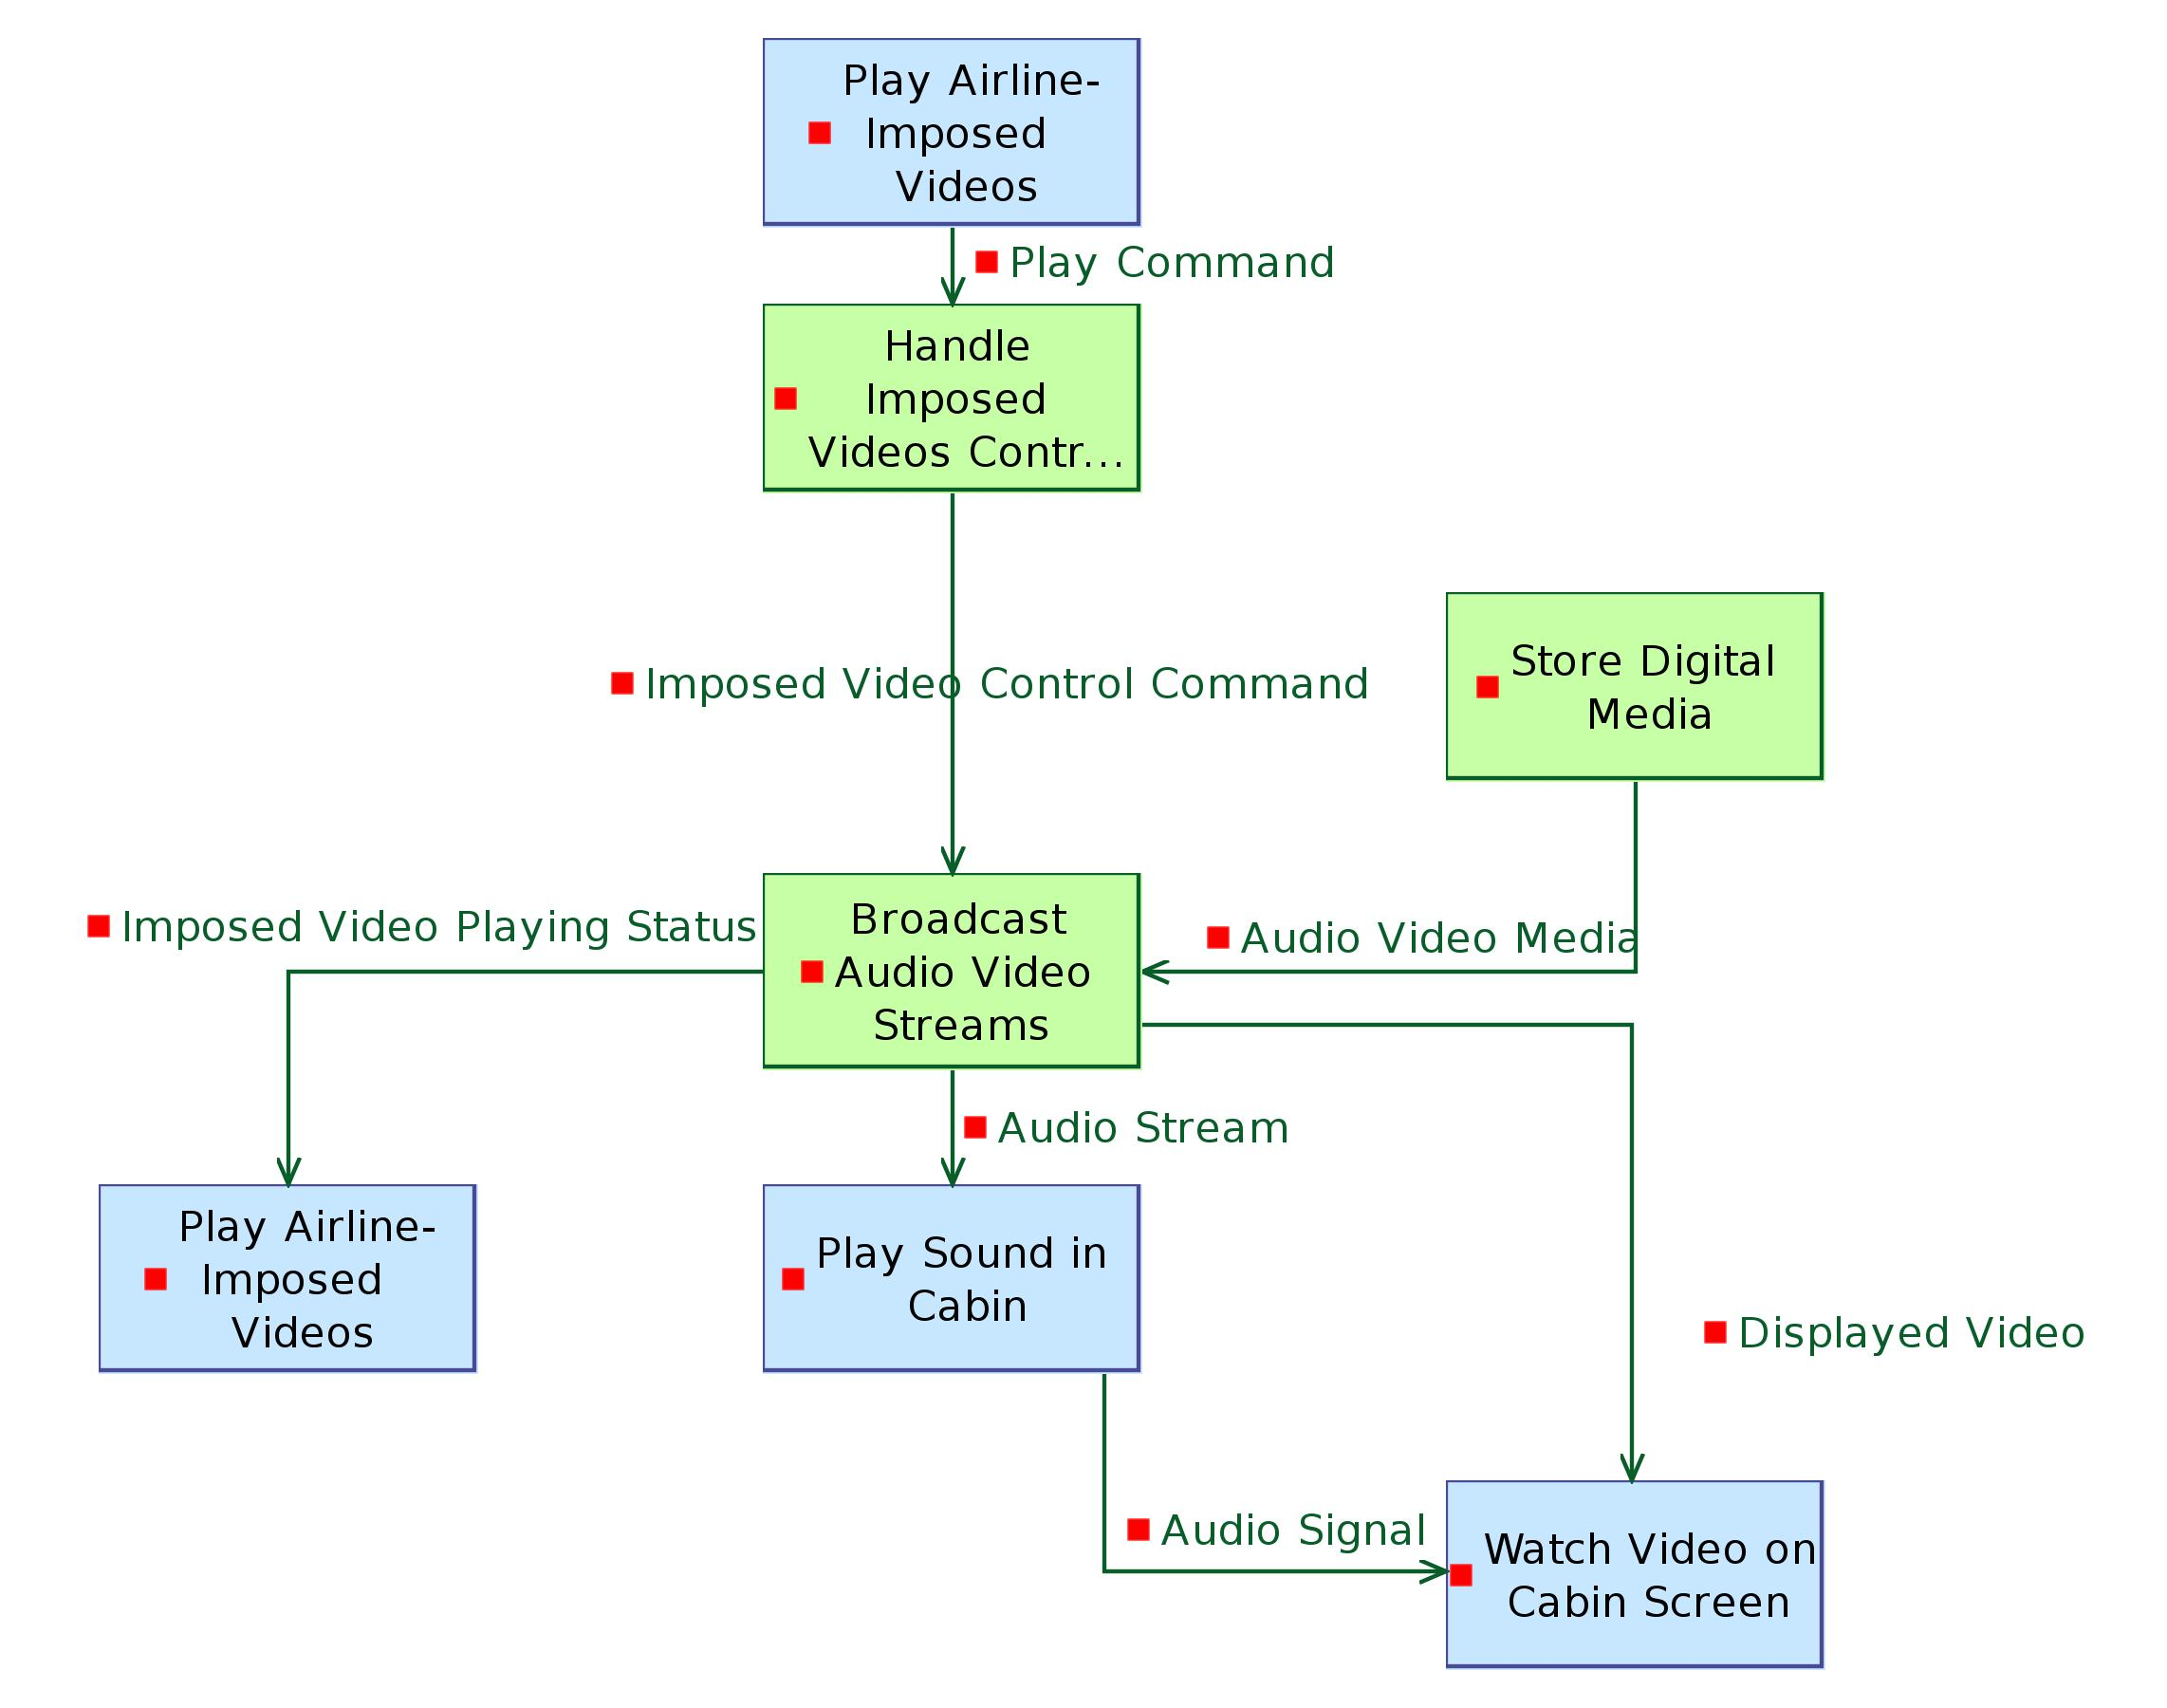 Play Airline-
Imposed
Videos
Play Command
Handle
Imposed
Videos Contr...
Imposed Video Control Command
Store Digital
Media
Imposed Video Playing Status
Broadcast
Audio Video
Streams
Audio Video Media
Audio Stream
Play Airline-
Imposed
Videos
Play Sound in
Cabin
Displayed Video
Audio Signal
Watch Video on
Cabin Screen